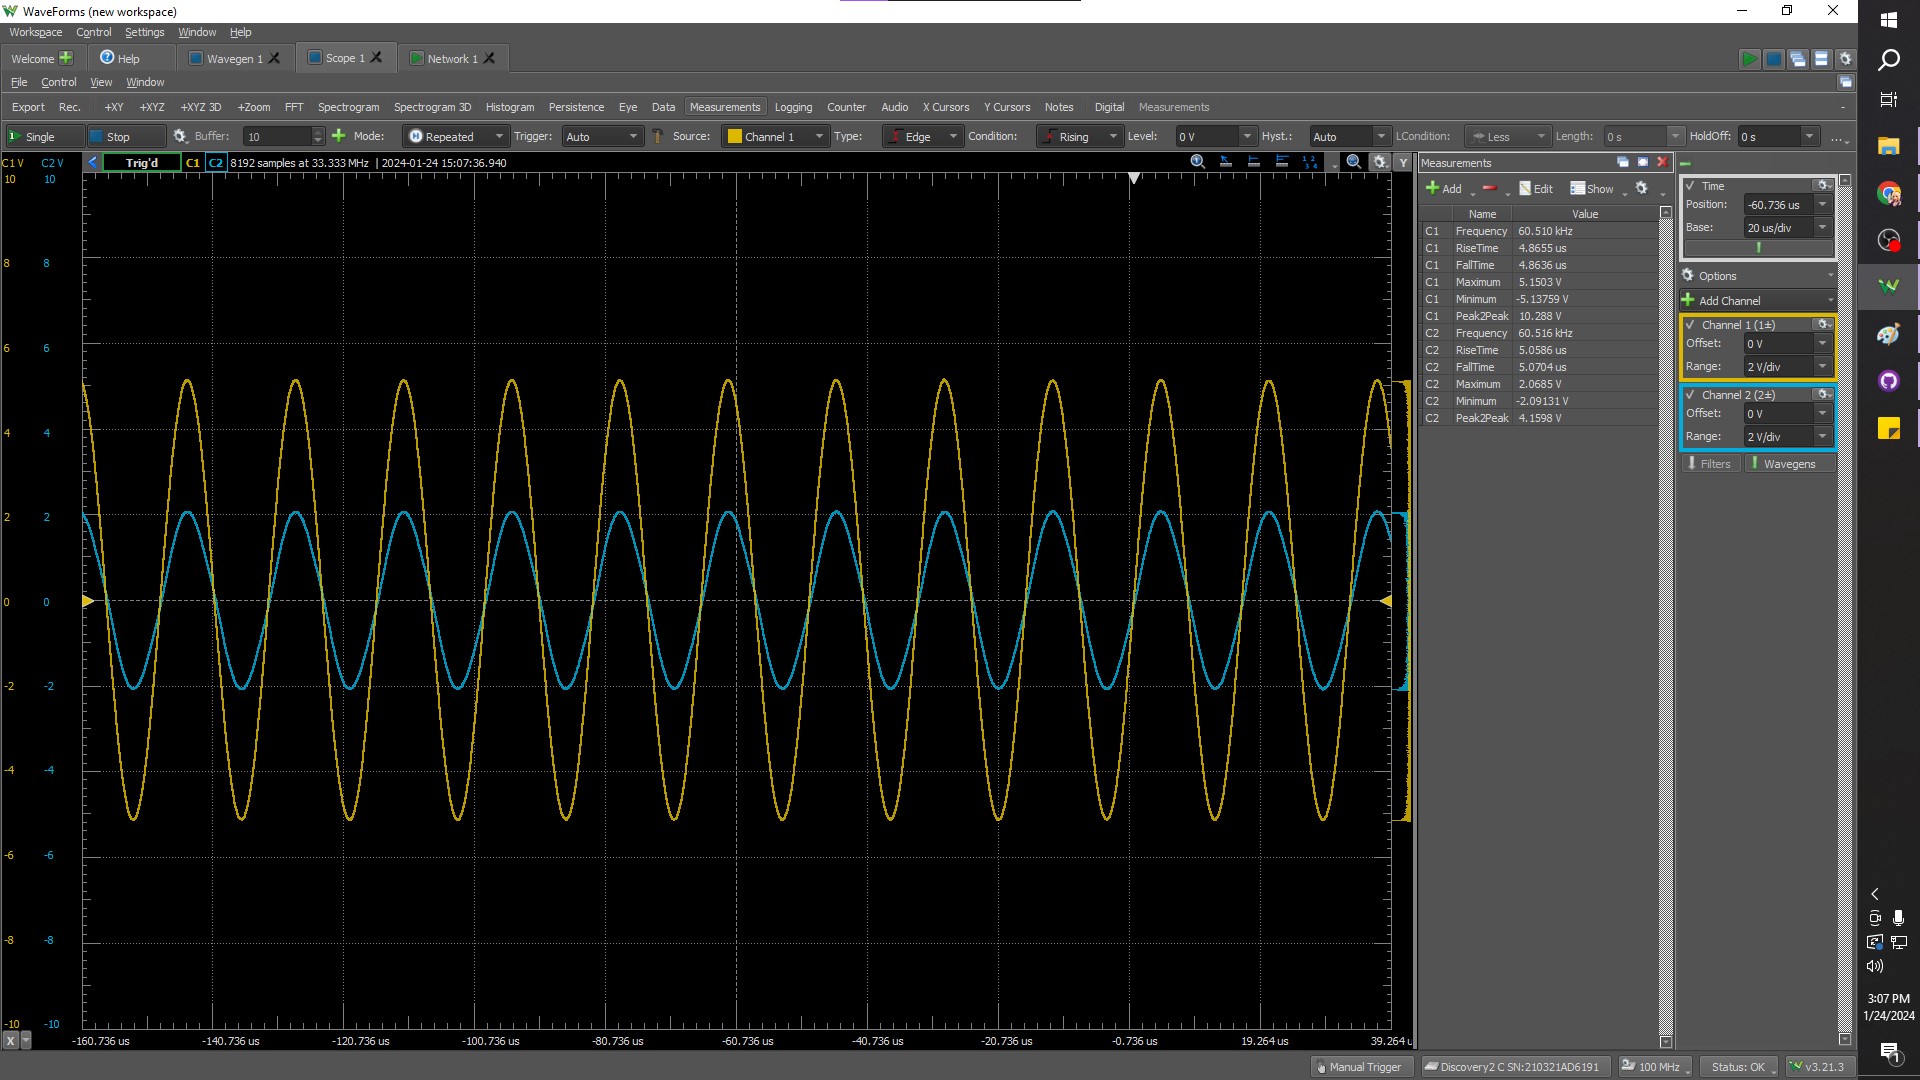 WaveForms (new workspace)
Workspace Control Settings Window Help
Welcome Help Wavegen 1 Scope 1 Network 1
File Control View Window
Export Rec. +XY +XYZ +XYZ 3D +Zoom FFT Spectrogram Spectrogram 3D Histogram Persistence Eye Data Measurements Logging Counter Audio X Cursors Y Cursors Notes Digital Measurements -
Single Stop Buffer: 10 Mode: Repeated Trigger: Auto Source: Channel 1 Type: Edge Condition: Rising Level: 0 V Hyst.: Auto LCondition: Less Length: 0 s HoldOff: 0 s ...
C1 V C2 V Trig'd C1 C2 8192 samples at 33.333 MHz | 2024-01-24 15:07:36.940 Y
10 10
8 8
6 6
4 4
2 2
0 0
-2 -2
-4 -4
-6 -6
-8 -8
-10 -10
X -160.736 us -140.736 us -120.736 us -100.736 us -80.736 us -60.736 us -40.736 us -20.736 us -0.736 us 19.264 us 39.264 u
Measurements
Add Edit Show
Name Value
C1 Frequency 60.510 kHz
C1 RiseTime 4.8655 us
C1 FallTime 4.8636 us
C1 Maximum 5.1503 V
C1 Minimum -5.13759 V
C1 Peak2Peak 10.288 V
C2 Frequency 60.516 kHz
C2 RiseTime 5.0586 us
C2 FallTime 5.0704 us
C2 Maximum 2.0685 V
C2 Minimum -2.09131 V
C2 Peak2Peak 4.1598 V
Time
Position: -60.736 us
Base: 20 us/div
Options
Add Channel
Channel 1 (1±)
Offset: 0 V
Range: 2 V/div
Channel 2 (2±)
Offset: 0 V
Range: 2 V/div
Filters Wavegens
Manual Trigger Discovery2 C SN:210321AD6191 100 MHz Status: OK v3.21.3
3:07 PM
1/24/2024
1